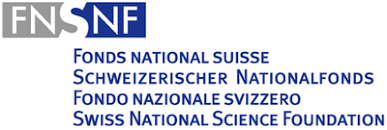 FNSNF
FONDS NATIONAL SUISSE
SCHWEIZERISCHER NATIONALFONDS
FONDO NAZIONALE SVIZZERO
SWISS NATIONAL SCIENCE FOUNDATION